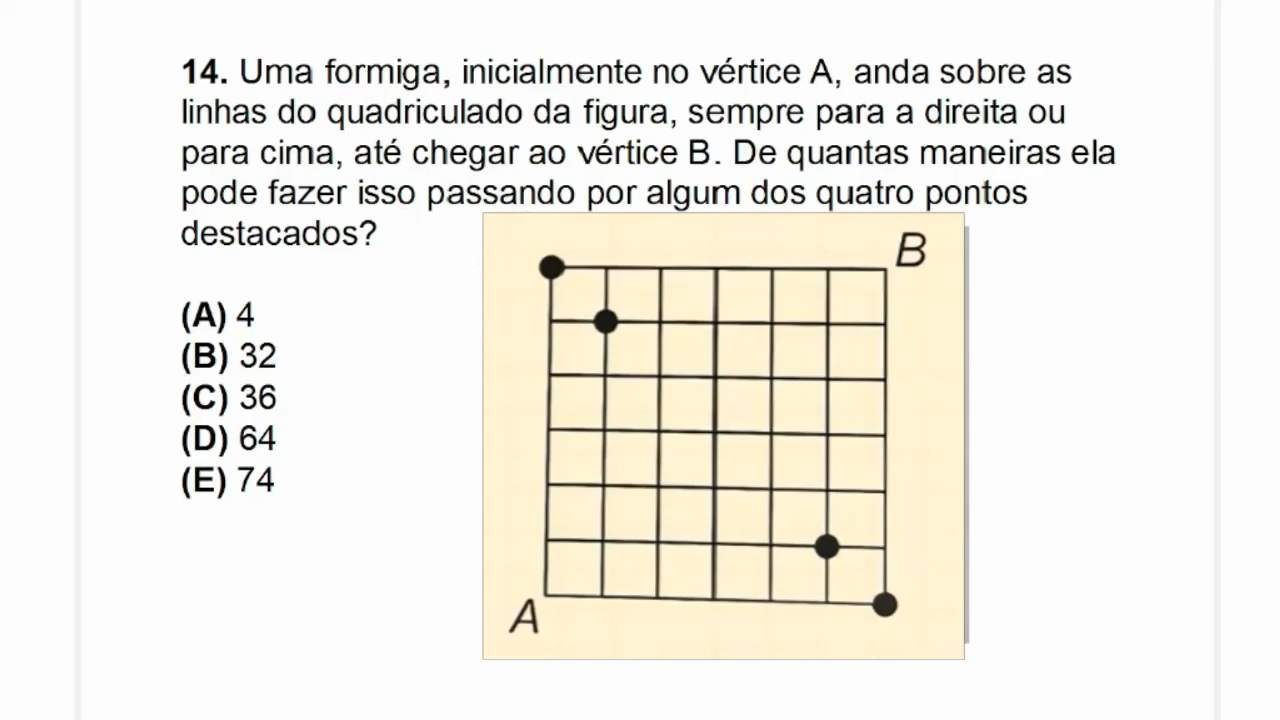 14. Uma formiga, inicialmente no vértice A, anda sobre as
linhas do quadriculado da figura, sempre para a direita ou
para cima, até chegar ao vértice B. De quantas maneiras ela
pode fazer isso passando por algum dos quatro pontos
destacados?
(A) 4
(B) 32
(C) 36
(D) 64
(E) 74
B
A